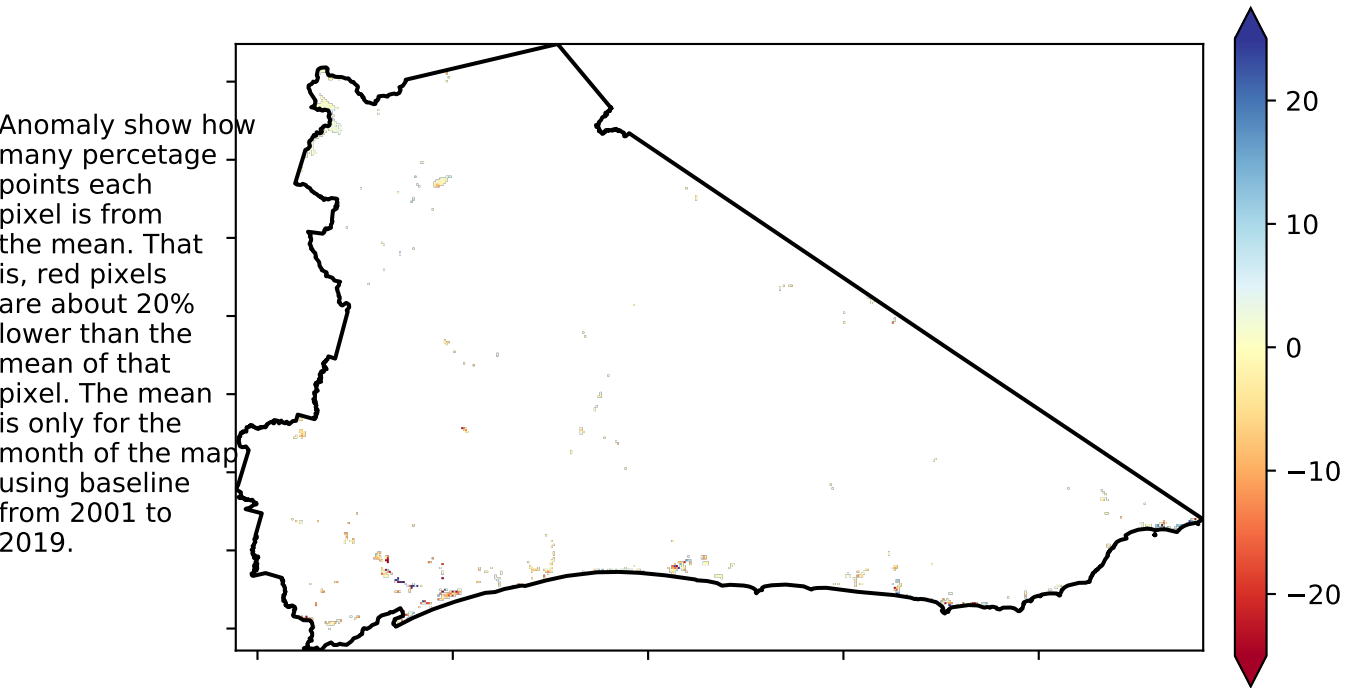 Anomaly show how
many percetage
points each
pixel is from
the mean. That
is, red pixels
are about 20%
lower than the
mean of that
pixel. The mean
is only for the
month of the map
using baseline
from 2001 to
2019.
20
10
0
−10
−20